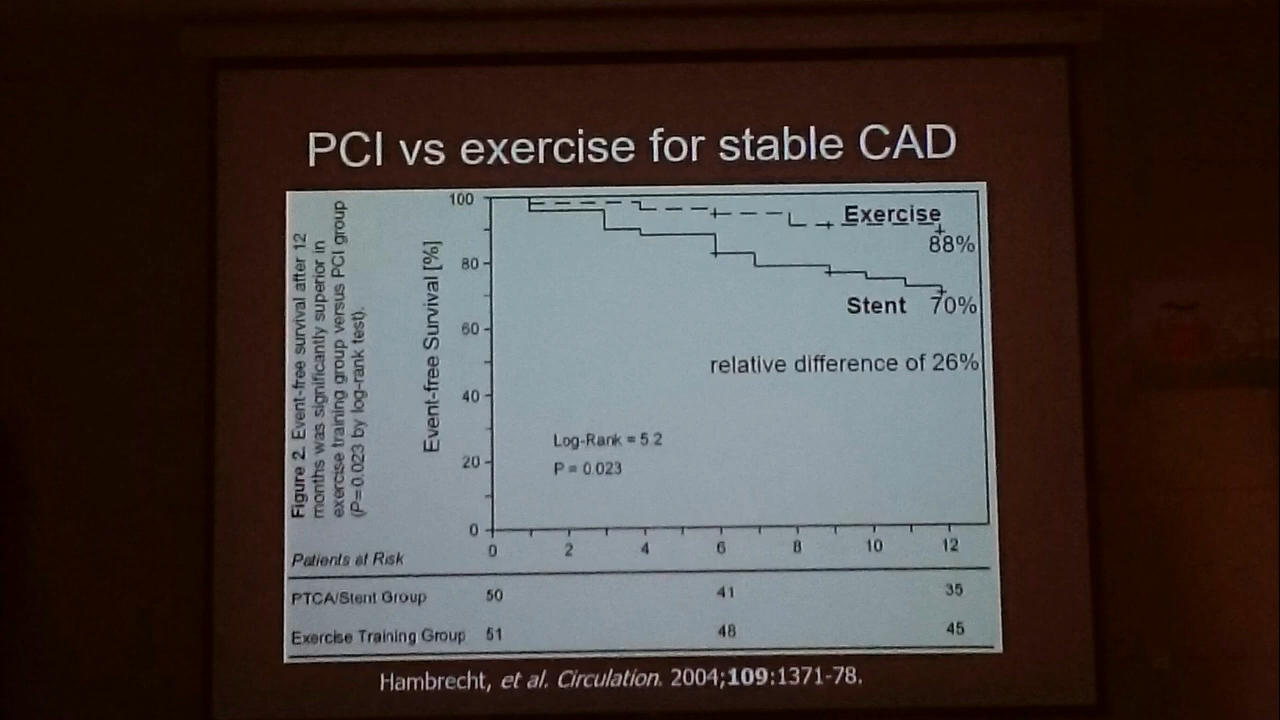 PCI vs exercise for stable CAD
Figure 2. Event-free survival after 12
months was significantly superior in
exercise training group versus PCI group
(P=0.023 by log-rank test).
Event-free Survival [%]
100
80
60
40
20
0
Exercise
88%
Stent 70%
relative difference of 26%
Log-Rank = 5.2
P = 0.023
0 2 4 6 8 10 12
Patients at Risk
PTCA/Stent Group 50 41 35
Exercise Training Group 51 48 45
Hambrecht, et al. Circulation. 2004;109:1371-78.